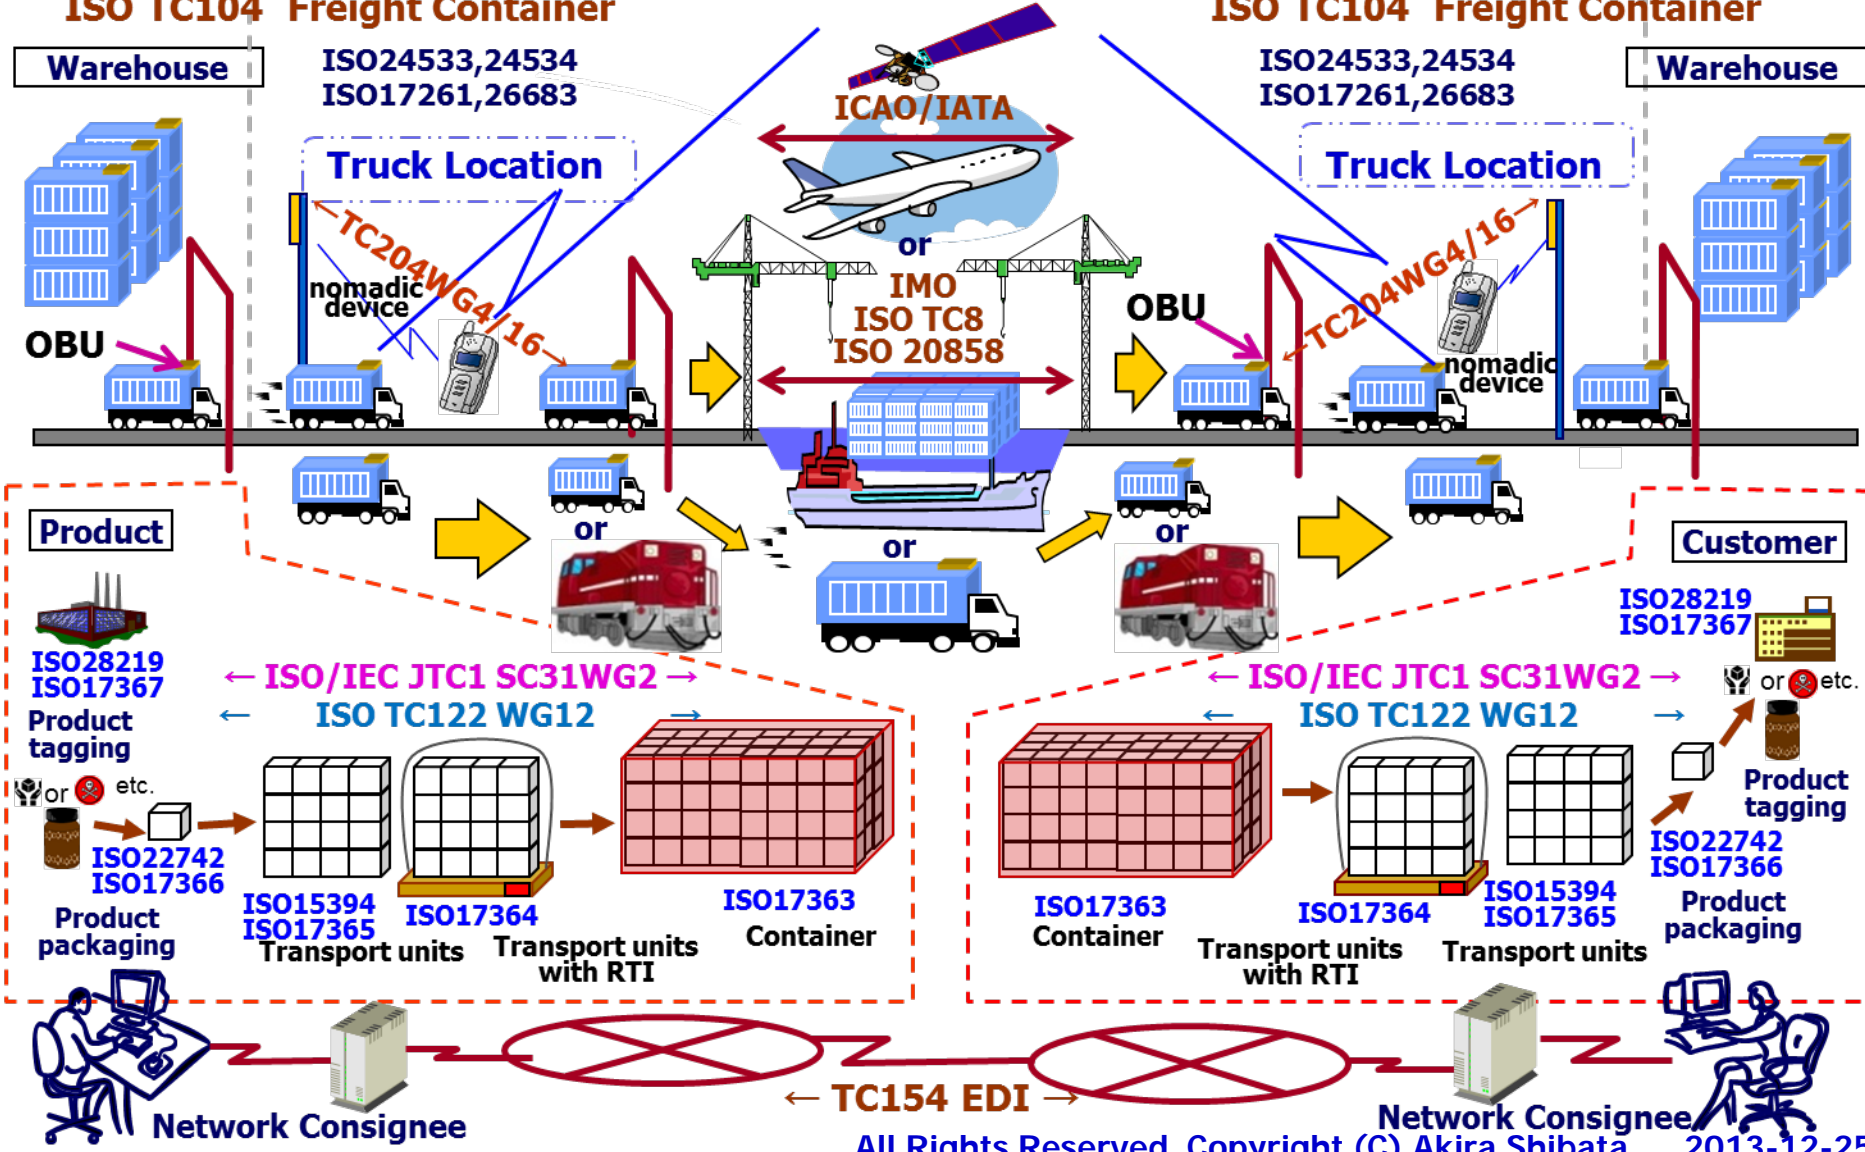 ISO TC104 Freight Container
ISO TC104 Freight Container
Warehouse
ISO24533,24534
ISO17261,26683
ICAO/IATA
ISO24533,24534
ISO17261,26683
Warehouse
Truck Location
Truck Location
←TC204WG4/16→
nomadic
device
OBU
or
IMO
ISO TC8
ISO 20858
OBU
←TC204WG4/16→
nomadic
device
Product
or
or
or
Customer
ISO28219
ISO17367
Product
tagging
or
etc.
← ISO/IEC JTC1 SC31WG2 →
← ISO TC122 WG12 →
← ISO/IEC JTC1 SC31WG2 →
← ISO TC122 WG12 →
ISO28219
ISO17367
or
etc.
Product
tagging
ISO22742
ISO17366
Product
packaging
ISO15394
ISO17365
Transport units
ISO17364
Transport units
with RTI
ISO17363
Container
ISO17363
Container
ISO17364
Transport units
with RTI
ISO15394
ISO17365
Transport units
ISO22742
ISO17366
Product
packaging
Network Consignee
← TC154 EDI →
Network Consignee
All Rights Reserved, Copyright (C) Akira Shibata 2013-12-25